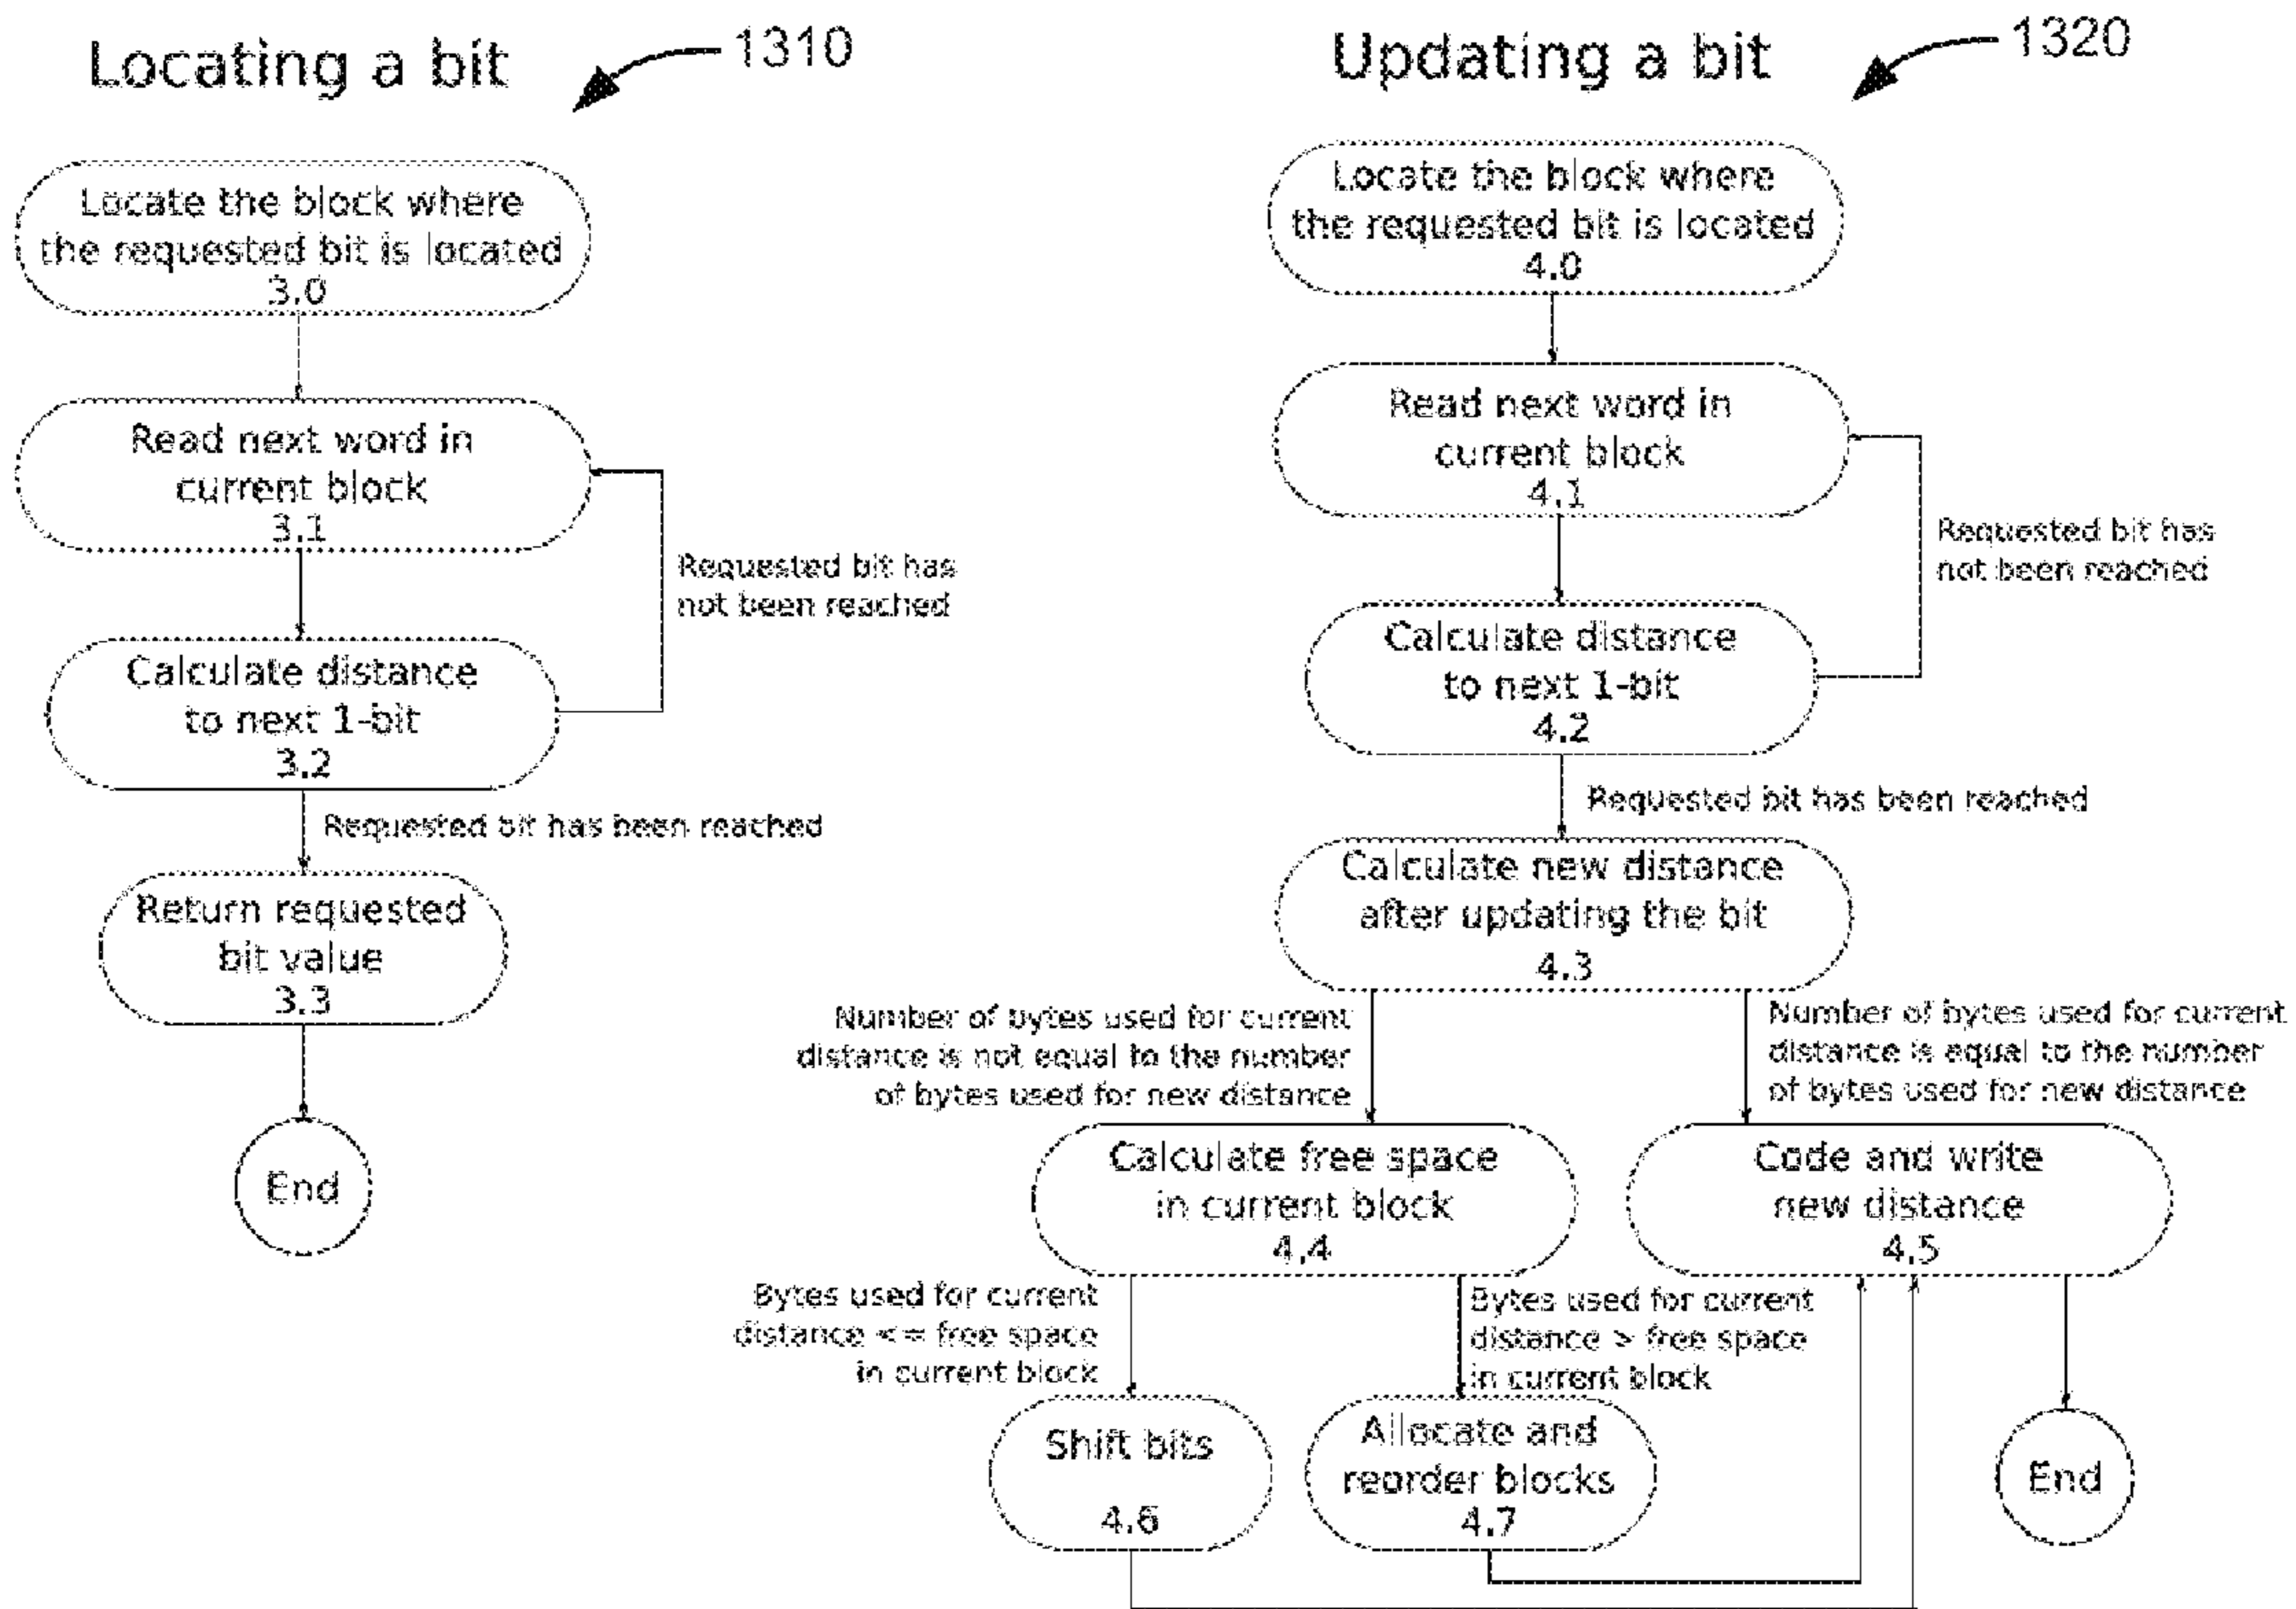 Locating a bit
1310
Locate the block where
the requested bit is located
3.0
Read next word in
current block
3.1
Requested bit has
not been reached
Calculate distance
to next 1-bit
3.2
Requested bit has been reached
Return requested
bit value
3.3
End
Updating a bit
1320
Locate the block where
the requested bit is located
4.0
Read next word in
current block
4.1
Requested bit has
not been reached
Calculate distance
to next 1-bit
4.2
Requested bit has been reached
Calculate new distance
after updating the bit
4.3
Number of bytes used for current
distance is not equal to the number
of bytes used for new distance
Number of bytes used for current
distance is equal to the number
of bytes used for new distance
Calculate free space
in current block
4.4
Code and write
new distance
4.5
Bytes used for current
distance <= free space
in current block
Bytes used for current
distance > free space
in current block
Shift bits
4.6
Allocate and
reorder blocks
4.7
End